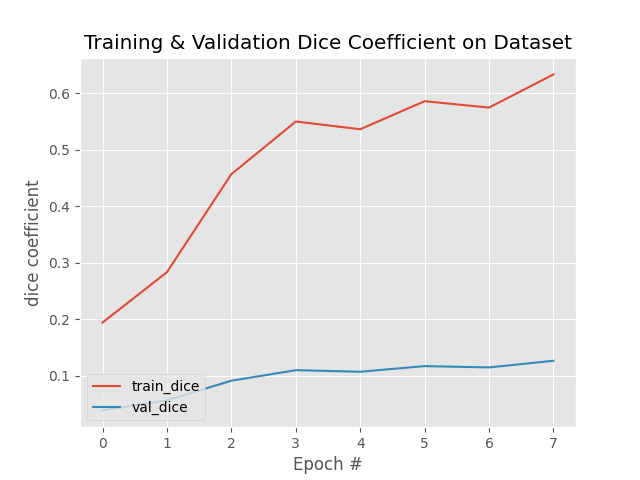 Training & Validation Dice Coefficient on Dataset
dice coefficient
0.6
0.5
0.4
0.3
0.2
0.1
train_dice
val_dice
0 1 2 3 4 5 6 7
Epoch #